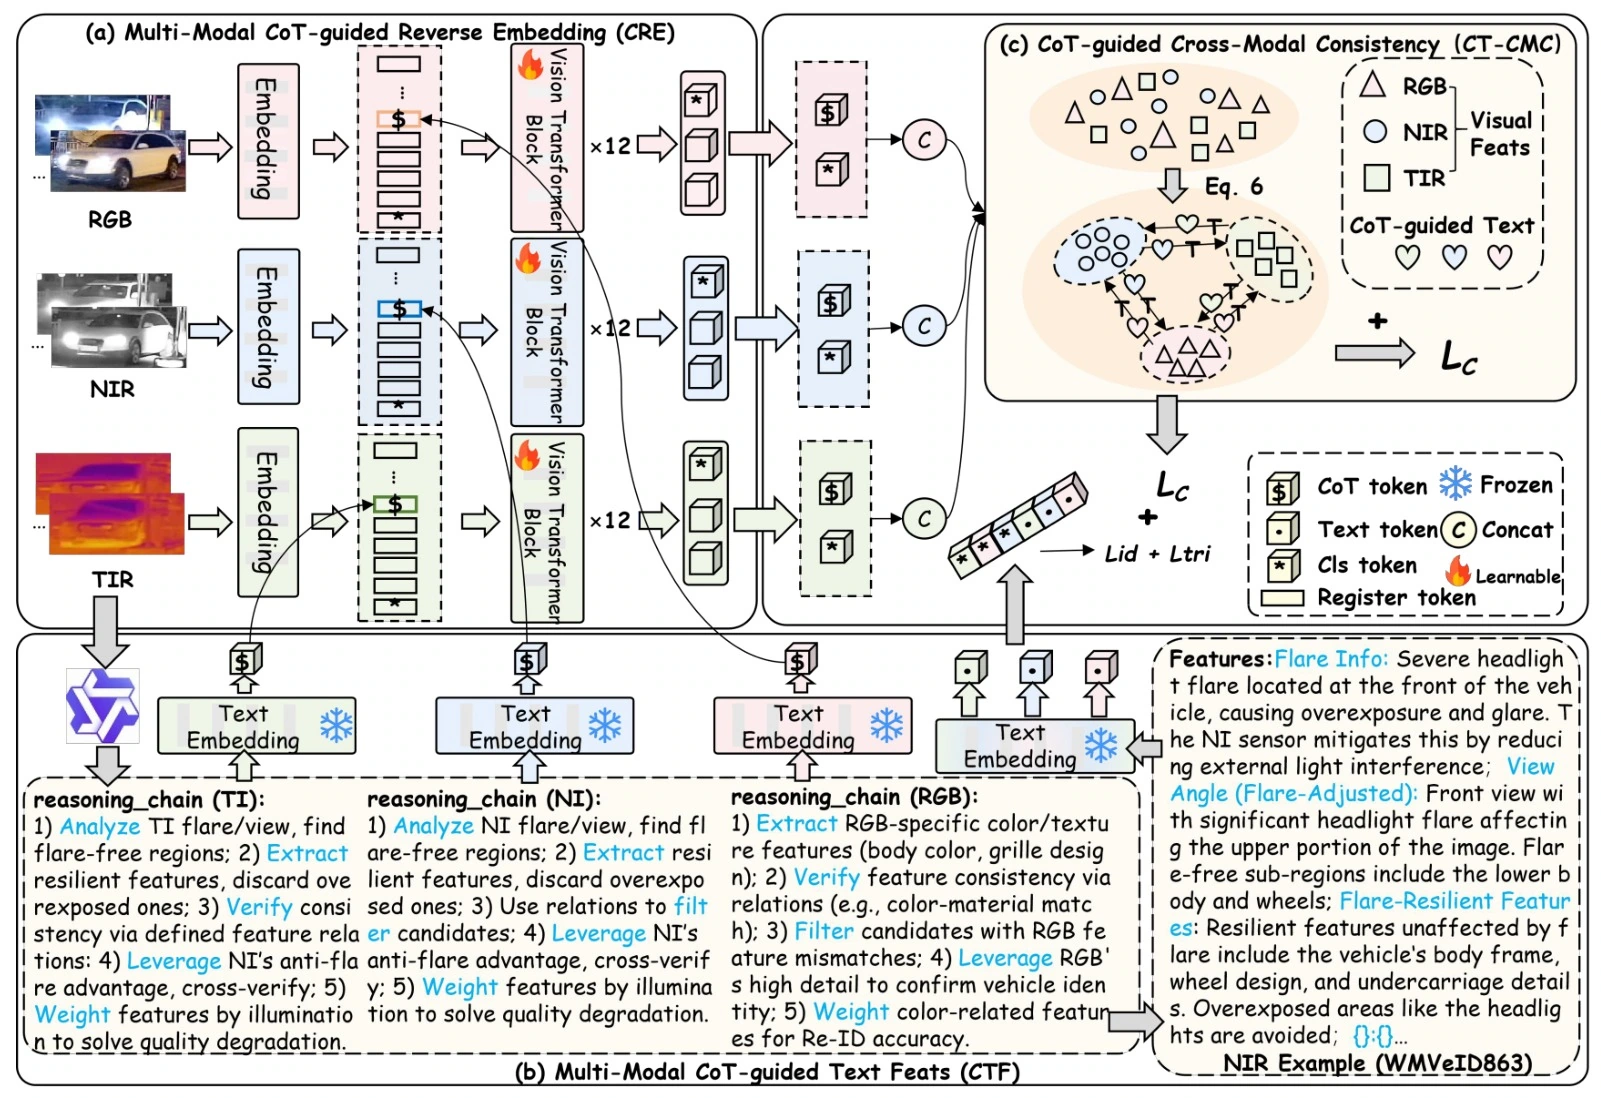 (a) Multi-Modal CoT-guided Reverse Embedding (CRE)
RGB
NIR
TIR
...
...
...
Embedding
Embedding
Embedding
...
$
*
...
$
*
...
$
*
Vision Transformer
Block
×12
Vision Transformer
Block
×12
Vision Transformer
Block
×12
*
*
*
$
*
$
*
$
*
C
C
C
(c) CoT-guided Cross-Modal Consistency (CT-CMC)
RGB
NIR
TIR
Visual
Feats
CoT-guided Text
Eq. 6
T
T
T
T
T
T
+
LC
LC
+
Lid + Ltri
* * * • • •
$ CoT token
Frozen
• Text token
C Concat
* Cls token
Learnable
Register token
$
$
$
• • •
Text
Embedding
Text
Embedding
Text
Embedding
Text
Embedding
reasoning_chain (TI):
1) Analyze TI flare/view, find
flare-free regions; 2) Extract
resilient features, discard ove
rexposed ones; 3) Verify consi
stency via defined feature rela
tions: 4) Leverage NI's anti-fla
re advantage, cross-verify; 5)
Weight features by illuminatio
n to solve quality degradation.
reasoning_chain (NI):
1) Analyze NI flare/view, find fl
are-free regions; 2) Extract resi
lient features, discard overexpo
sed ones; 3) Use relations to filt
er candidates; 4) Leverage NI's
anti-flare advantage, cross-verif
y; 5) Weight features by illumina
tion to solve quality degradation.
reasoning_chain (RGB):
1) Extract RGB-specific color/textu
re features (body color, grille desig
n); 2) Verify feature consistency via
relations (e.g., color-material matc
h); 3) Filter candidates with RGB fe
ature mismatches; 4) Leverage RGB'
s high detail to confirm vehicle iden
tity; 5) Weight color-related featur
es for Re-ID accuracy.
Features:Flare Info: Severe headligh
t flare located at the front of the veh
icle, causing overexposure and glare. T
he NI sensor mitigates this by reduci
ng external light interference; View
Angle (Flare-Adjusted): Front view wi
th significant headlight flare affectin
g the upper portion of the image. Flar
e-free sub-regions include the lower b
ody and wheels; Flare-Resilient Featur
es: Resilient features unaffected by f
lare include the vehicle's body frame,
wheel design, and undercarriage detail
s. Overexposed areas like the headlig
hts are avoided; {}:{}...
NIR Example (WMVeID863)
(b) Multi-Modal CoT-guided Text Feats (CTF)